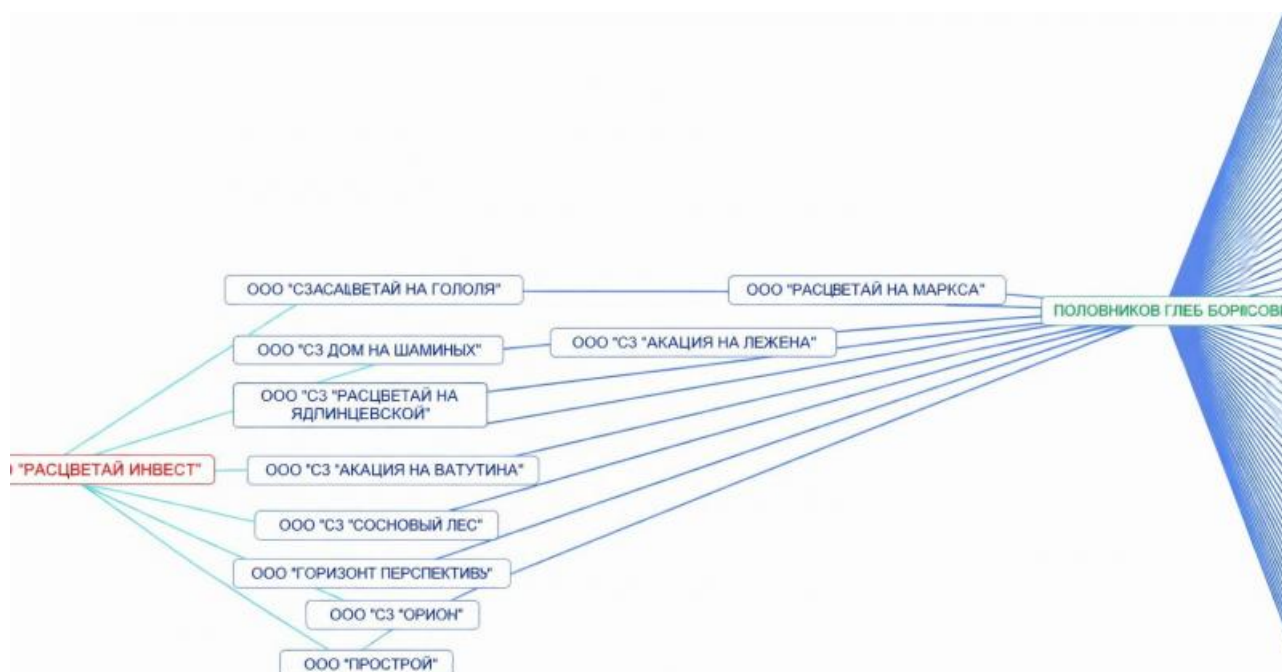 ООО "СЗАСАЦВЕТАЙ НА ГОЛОЛЯ"
ООО "РАСЦВЕТАЙ НА МАРКСА"
ПОЛОВНИКОВ ГЛЕБ
ООО "СЗ ДОМ НА ШАМИНЫХ"
ООО "СЗ "АКАЦИЯ НА ЛЕЖЕНА"
ООО "СЗ "РАСЦВЕТАЙ НА
ЯДЛИНЦЕВСКОЙ"
О "РАСЦВЕТАЙ ИНВЕСТ"
ООО "СЗ "АКАЦИЯ НА ВАТУТИНА"
ООО "СЗ "СОСНОВЫЙ ЛЕС"
ООО "ГОРИЗОНТ ПЕРСПЕКТИВЫ"
ООО "СЗ "ОРИОН"
ООО "ПРОСТРОЙ"